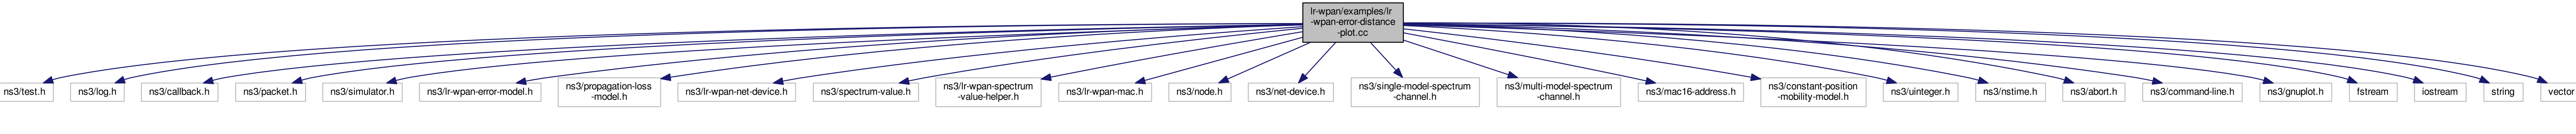 lr-wpan/examples/lr
-wpan-error-distance
-plot.cc
ns3/test.h
ns3/log.h
ns3/callback.h
ns3/packet.h
ns3/simulator.h
ns3/lr-wpan-error-model.h
ns3/propagation-loss
-model.h
ns3/lr-wpan-net-device.h
ns3/spectrum-value.h
ns3/lr-wpan-spectrum
-value-helper.h
ns3/lr-wpan-mac.h
ns3/node.h
ns3/net-device.h
ns3/single-model-spectrum
-channel.h
ns3/multi-model-spectrum
-channel.h
ns3/mac16-address.h
ns3/constant-position
-mobility-model.h
ns3/uinteger.h
ns3/nstime.h
ns3/abort.h
ns3/command-line.h
ns3/gnuplot.h
fstream
iostream
string
vector